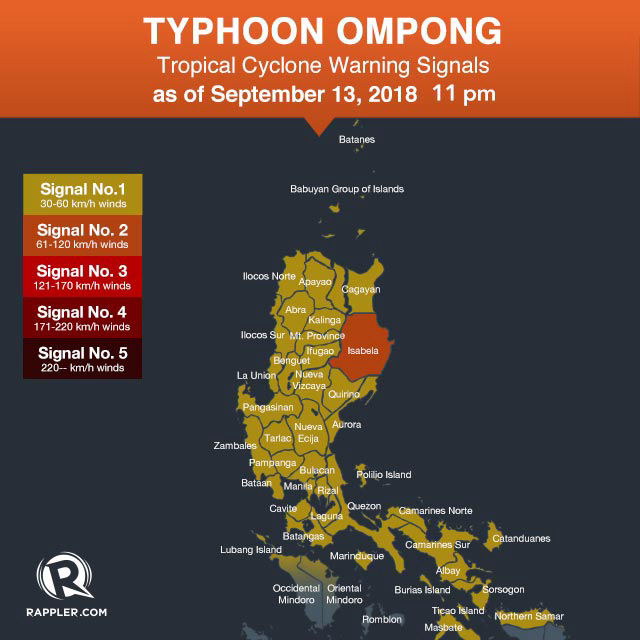 TYPHOON OMPONG
Tropical Cyclone Warning Signals
as of September 13, 2018 11 pm
Batanes
Signal No.1
30-60 km/h winds
Babuyan Group of Islands
Signal No. 2
61-120 km/h winds
Signal No. 3
121-170 km/h winds
Signal No. 4
171-220 km/h winds
Signal No. 5
220-- km/h winds
Ilocos Norte
Apayao
Cagayan
Abra
Kalinga
Ilocos Sur
Mt. Province
Ifugao
Isabela
Benguet
La Union
Nueva
Vizcaya
Quirino
Pangasinan
Nueva
Ecija
Aurora
Tarlac
Zambales
Pampanga
Bulacan
Polilio Island
Bataan
Manila
Rizal
Cavite
Laguna
Quezon
Camarines Norte
Batangas
Camarines Sur
Catanduanes
Lubang Island
Marinduque
Albay
Occidental
Mindoro
Oriental
Mindoro
Burias Island
Sorsogon
Romblon
Ticao Island
Northern Samar
Masbate
R
RAPPLER.COM